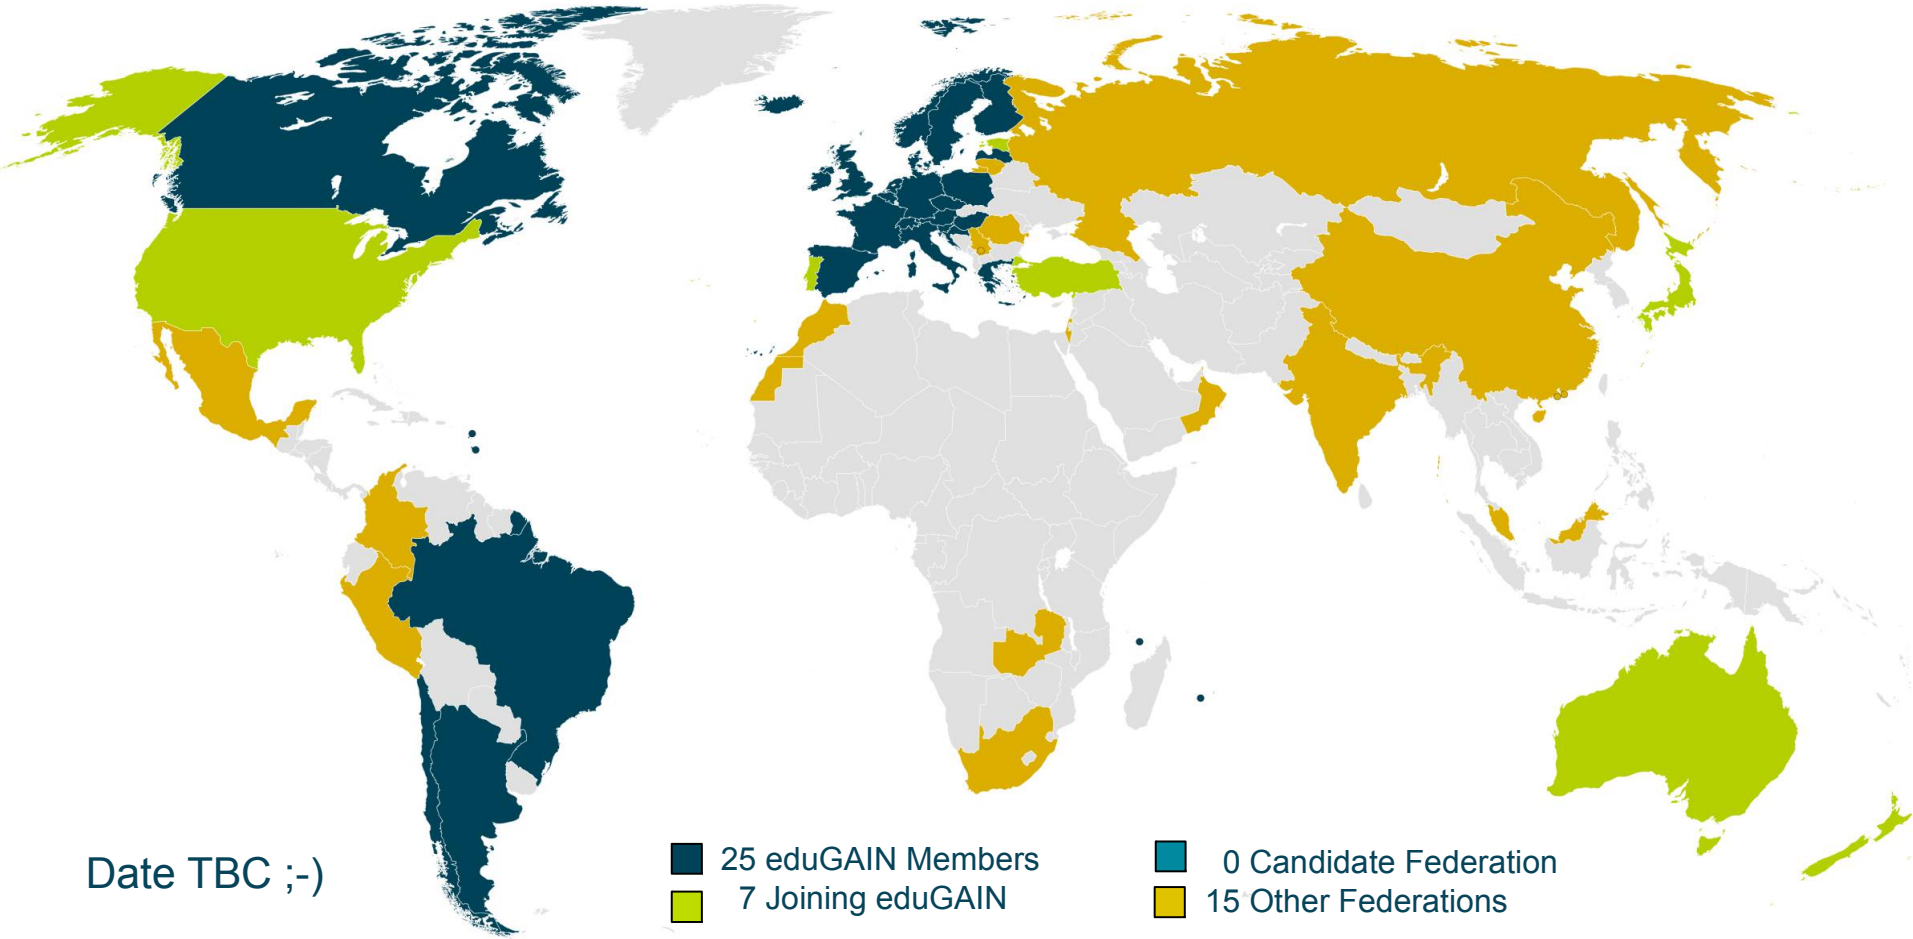 25 eduGAIN Members
7 Joining eduGAIN
0 Candidate Federation
15 Other Federations
Date TBC ;-)